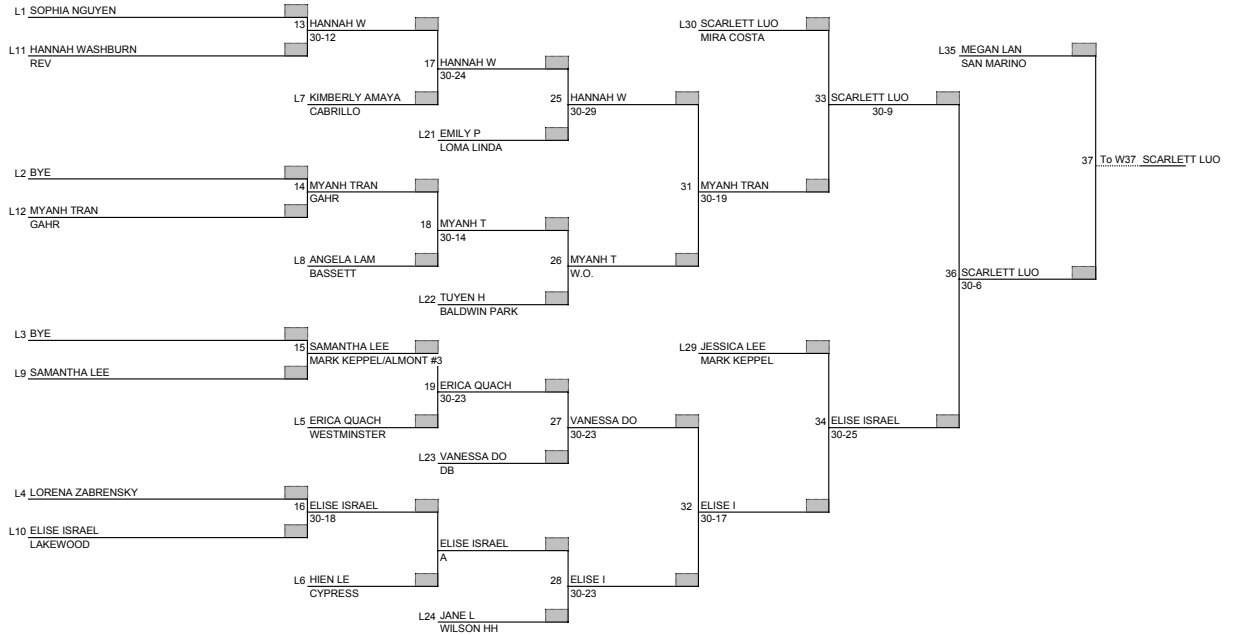 L1 SOPHIA NGUYEN
13 HANNAH W
30-12
L11 HANNAH WASHBURN
REV
17 HANNAH W
30-24
L7 KIMBERLY AMAYA
CABRILLO
25 HANNAH W
30-29
L21 EMILY P
LOMA LINDA
L2 BYE
14 MYANH TRAN
GAHR
L12 MYANH TRAN
GAHR
18 MYANH T
30-14
L8 ANGELA LAM
BASSETT
26 MYANH T
W.O.
L22 TUYEN H
BALDWIN PARK
31 MYANH TRAN
30-19
L30 SCARLETT LUO
MIRA COSTA
33 SCARLETT LUO
30-9
L3 BYE
15 SAMANTHA LEE
MARK KEPPEL/ALMONT #3
L9 SAMANTHA LEE
19 ERICA QUACH
30-23
L5 ERICA QUACH
WESTMINSTER
27 VANESSA DO
30-23
L23 VANESSA DO
DB
L4 LORENA ZABRENSKY
16 ELISE ISRAEL
30-18
L10 ELISE ISRAEL
LAKEWOOD
ELISE ISRAEL
A
L6 HIEN LE
CYPRESS
28 ELISE I
30-23
L24 JANE L
WILSON HH
32 ELISE I
30-17
L29 JESSICA LEE
MARK KEPPEL
34 ELISE ISRAEL
30-25
36 SCARLETT LUO
30-6
L35 MEGAN LAN
SAN MARINO
37 To W37 SCARLETT LUO